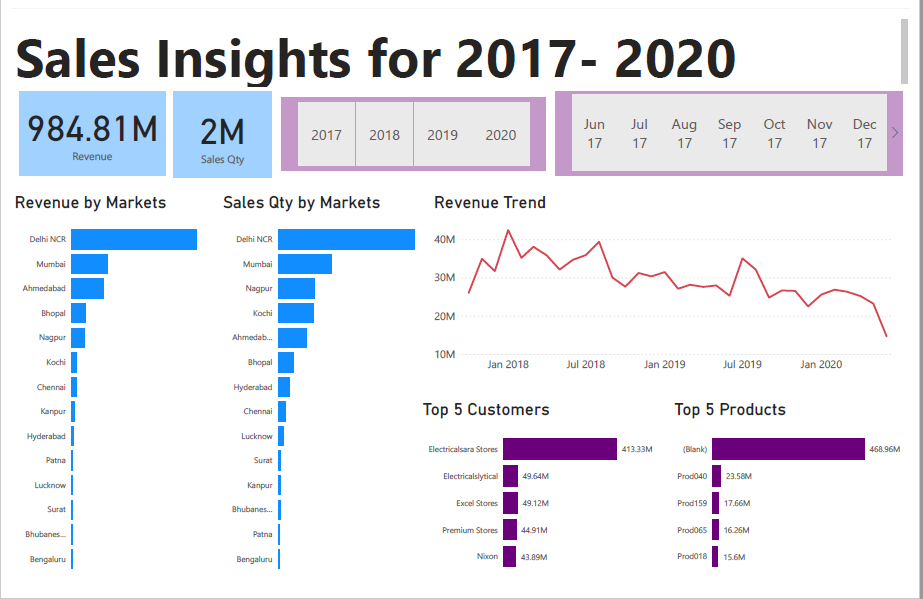 Sales Insights for 2017- 2020
984.81M
Revenue
2M
Sales Qty
2017 2018 2019 2020
Jun Jul Aug Sep Oct Nov Dec
17 17 17 17 17 17 17
Revenue by Markets
Delhi NCR
Mumbai
Ahmedabad
Bhopal
Nagpur
Kochi
Chennai
Kanpur
Hyderabad
Patna
Lucknow
Surat
Bhubanes...
Bengaluru
Sales Qty by Markets
Delhi NCR
Mumbai
Nagpur
Kochi
Ahmedab...
Bhopal
Hyderabad
Chennai
Lucknow
Surat
Kanpur
Bhubanes...
Patna
Bengaluru
Revenue Trend
40M
30M
20M
10M
Jan 2018 Jul 2018 Jan 2019 Jul 2019 Jan 2020
Top 5 Customers
Electricalsara Stores 413.33M
Electricalslytical 49.64M
Excel Stores 49.12M
Premium Stores 44.91M
Nixon 43.89M
Top 5 Products
(Blank) 468.96M
Prod040 23.58M
Prod159 17.66M
Prod065 16.26M
Prod018 15.6M